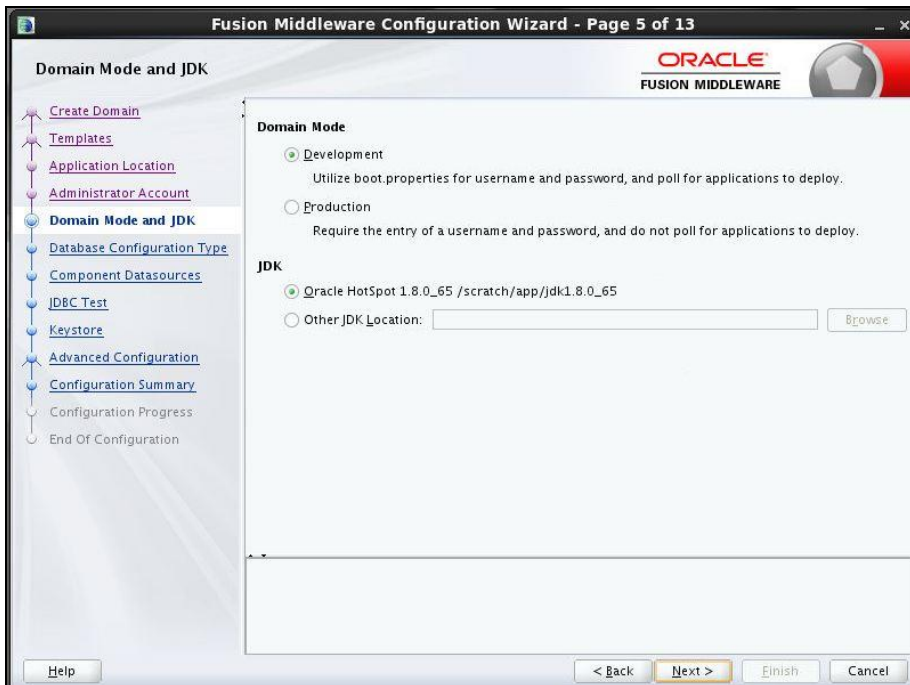 Fusion Middleware Configuration Wizard - Page 5 of 13
Domain Mode and JDK
ORACLE
FUSION MIDDLEWARE
Create Domain
Templates
Application Location
Administrator Account
Domain Mode and JDK
Database Configuration Type
Component Datasources
JDBC Test
Keystore
Advanced Configuration
Configuration Summary
Configuration Progress
End Of Configuration
Domain Mode
Development
Utilize boot.properties for username and password, and poll for applications to deploy.
Production
Require the entry of a username and password, and do not poll for applications to deploy.
JDK
Oracle HotSpot 1.8.0_65 /scratch/app/jdk1.8.0_65
Other JDK Location:
Browse
Help
< Back
Next >
Finish
Cancel